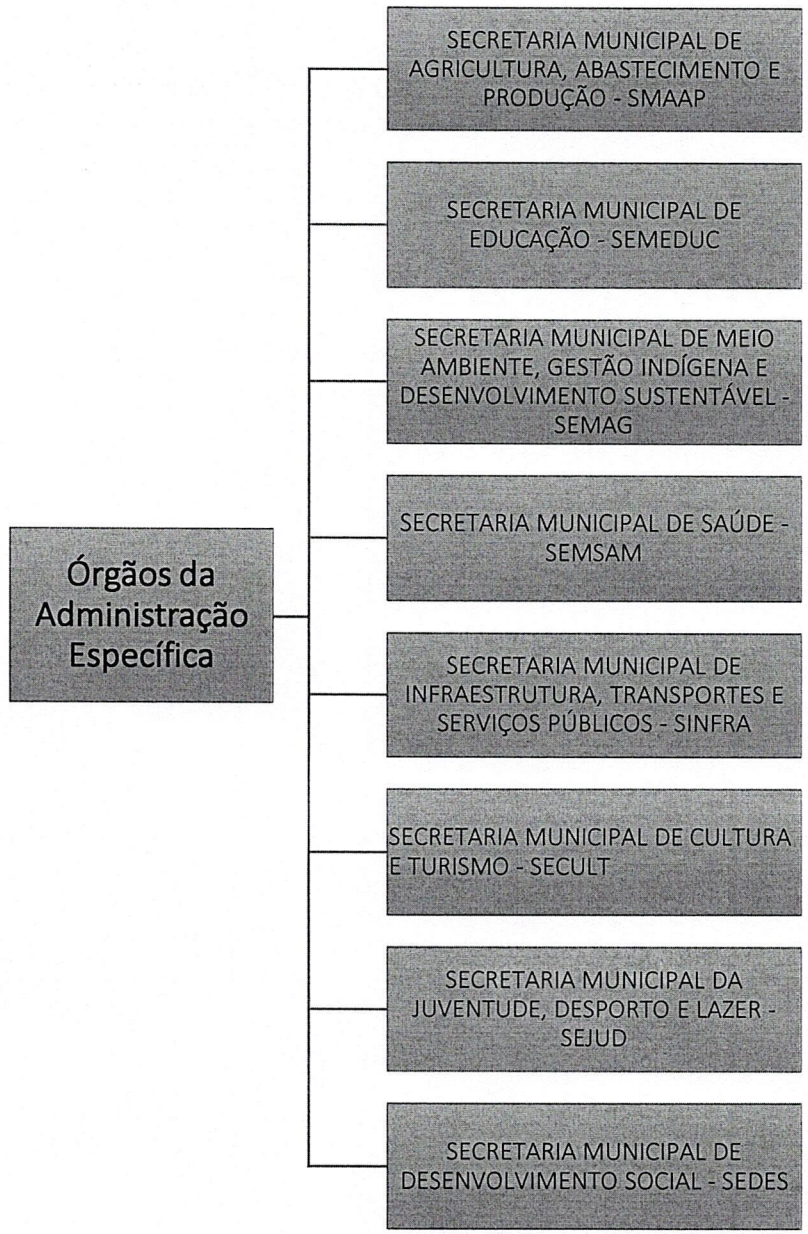 SECRETARIA MUNICIPAL DE
AGRICULTURA, ABASTECIMENTO E
PRODUÇÃO - SMAAP
SECRETARIA MUNICIPAL DE
EDUCAÇÃO - SEMEDUC
SECRETARIA MUNICIPAL DE MEIO
AMBIENTE, GESTÃO INDÍGENA E
DESENVOLVIMENTO SUSTENTÁVEL -
SEMAG
SECRETARIA MUNICIPAL DE SAÚDE -
SEMSAM
Órgãos da
Administração
Específica
SECRETARIA MUNICIPAL DE
INFRAESTRUTURA, TRANSPORTES E
SERVIÇOS PÚBLICOS - SINFRA
SECRETARIA MUNICIPAL DE CULTURA
E TURISMO - SECULT
SECRETARIA MUNICIPAL DA
JUVENTUDE, DESPORTO E LAZER -
SEJUD
SECRETARIA MUNICIPAL DE
DESENVOLVIMENTO SOCIAL - SEDES